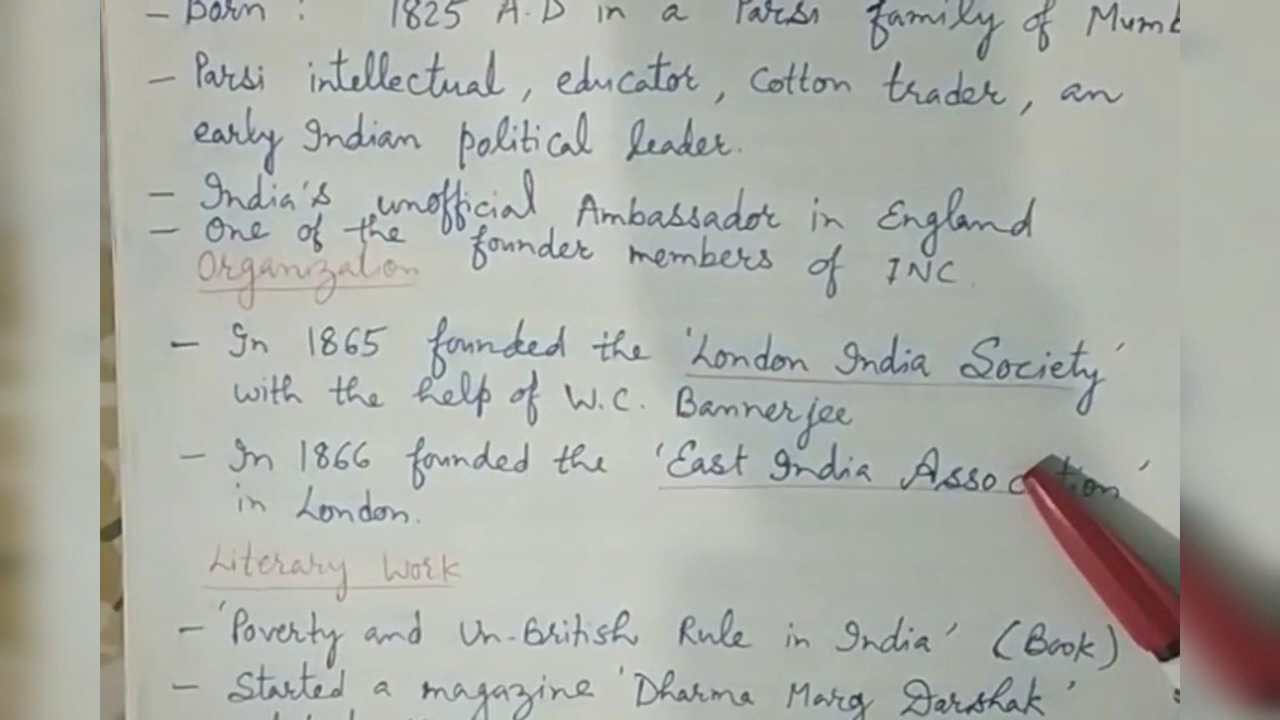 - Born : 1825 A.D in a Parsi family of Mumb
- Parsi intellectual, educator, Cotton trader, an
early Indian political leader.
- India's unofficial Ambassador in England
- One of the founder members of INC.
Organization
- In 1865 founded the 'London India Society'
with the help of W.C. Bannerjee
- In 1866 founded the 'East India Association'
in London.
Literary Work
- 'Poverty and Un-British Rule in India' (Book)
- Started a magazine 'Dharma Marg Darshak'